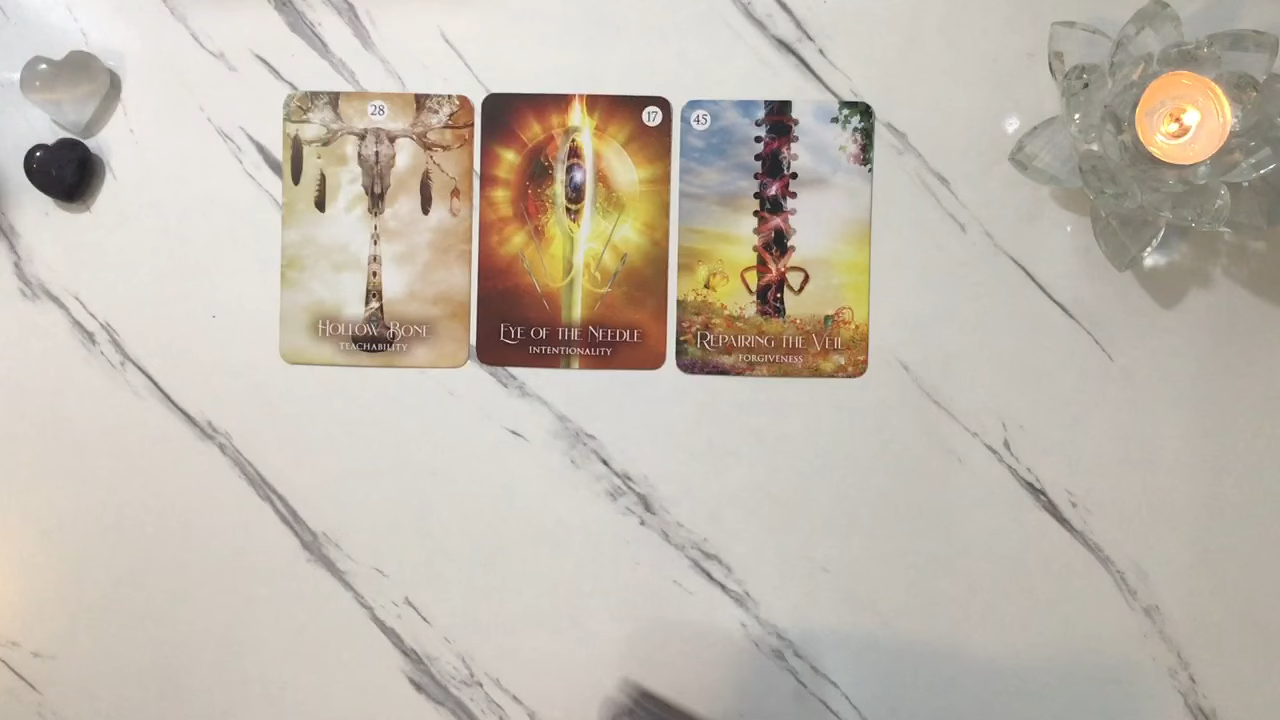 28
HOLLOW BONE
TEACHABILITY
17
EYE OF THE NEEDLE
INTENTIONALITY
45
REPAIRING THE VEIL
FORGIVENESS